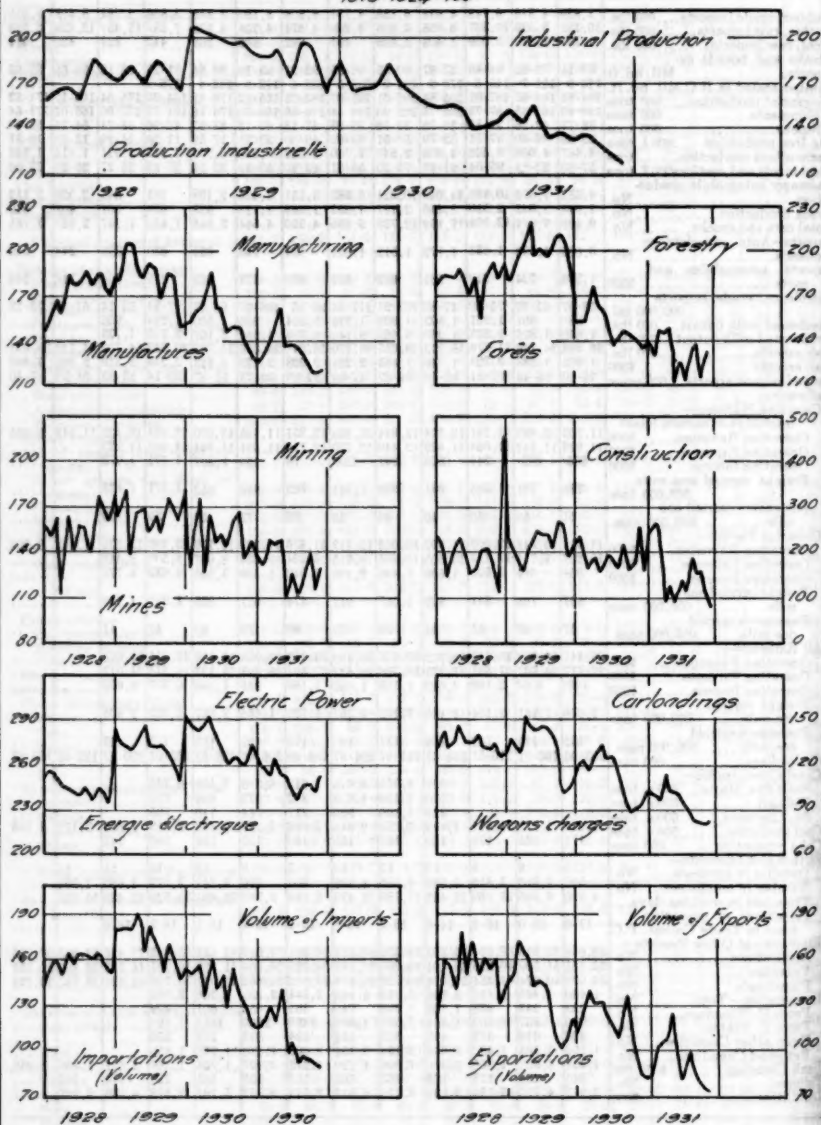 200
170
140
110
Industrial Production
Production Industrielle
200
170
140
110
1928 1929 1930 1931
230
200
170
140
110
Manufacturing
Manufactures
Forestry
Forêts
230
200
170
140
110
200
170
140
110
80
Mining
Mines
1928 1929 1930 1931
Construction
500
400
300
200
100
0
1928 1929 1930 1931
290
260
230
200
Electric Power
Energie électrique
Carloadings
Wagons chargés
150
120
90
60
190
160
130
100
70
Volume of Imports
Importations
(Volume)
1928 1929 1930 1930
Volume of Exports
Exportations
(Volume)
190
160
130
100
70
1928 1929 1930 1931